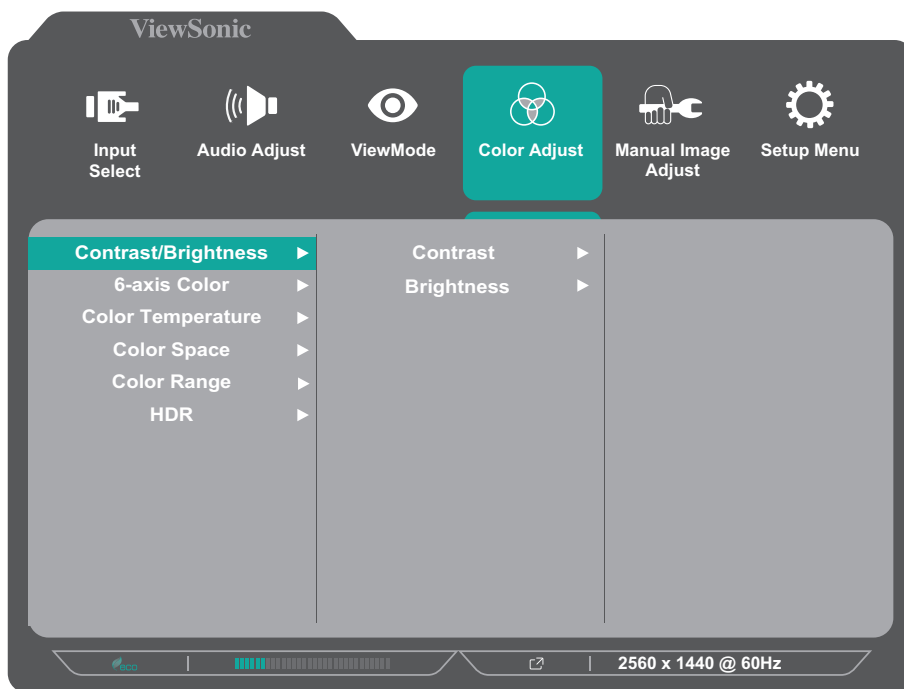 ViewSonic
Input Select
Audio Adjust
ViewMode
Color Adjust
Manual Image Adjust
Setup Menu
Contrast/Brightness
6-axis Color
Color Temperature
Color Space
Color Range
HDR
Contrast
Brightness
eco
2560 x 1440 @ 60Hz